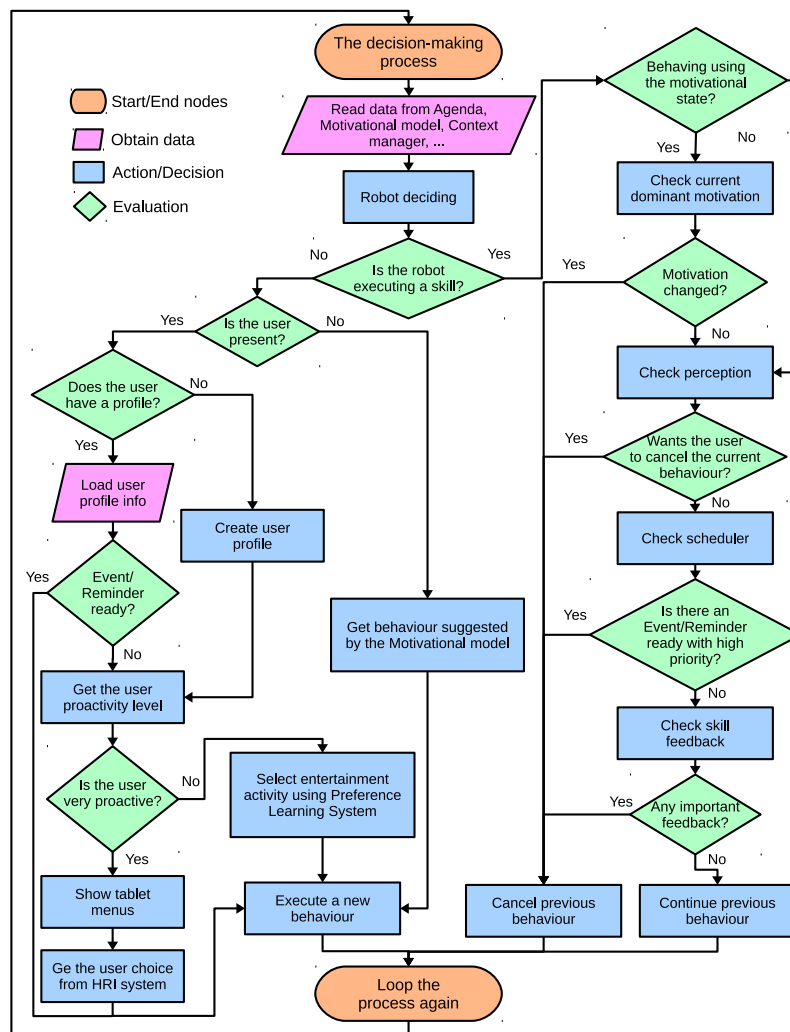 The decision-making
process
Start/End nodes
Obtain data
Action/Decision
Evaluation
Read data from Agenda,
Motivational model, Context
manager, ...
Robot deciding
Is the robot
executing a skill?
No
Yes
Is the user
present?
Yes
No
Does the user
have a profile?
No
Yes
Load user
profile info
Create user
profile
Event/
Reminder
ready?
Yes
No
Get the user
proactivity level
Get behaviour suggested
by the Motivational model
Is the user
very proactive?
No
Yes
Select entertainment
activity using Preference
Learning System
Show tablet
menus
Ge the user choice
from HRI system
Execute a new
behaviour
Behaving using
the motivational
state?
Yes
No
Check current
dominant motivation
Motivation
changed?
Yes
No
Check perception
Wants the user
to cancel the current
behaviour?
Yes
No
Check scheduler
Is there an
Event/Reminder
ready with high
priority?
Yes
No
Check skill
feedback
Any important
feedback?
Yes
No
Cancel previous
behaviour
Continue previous
behaviour
Loop the
process again